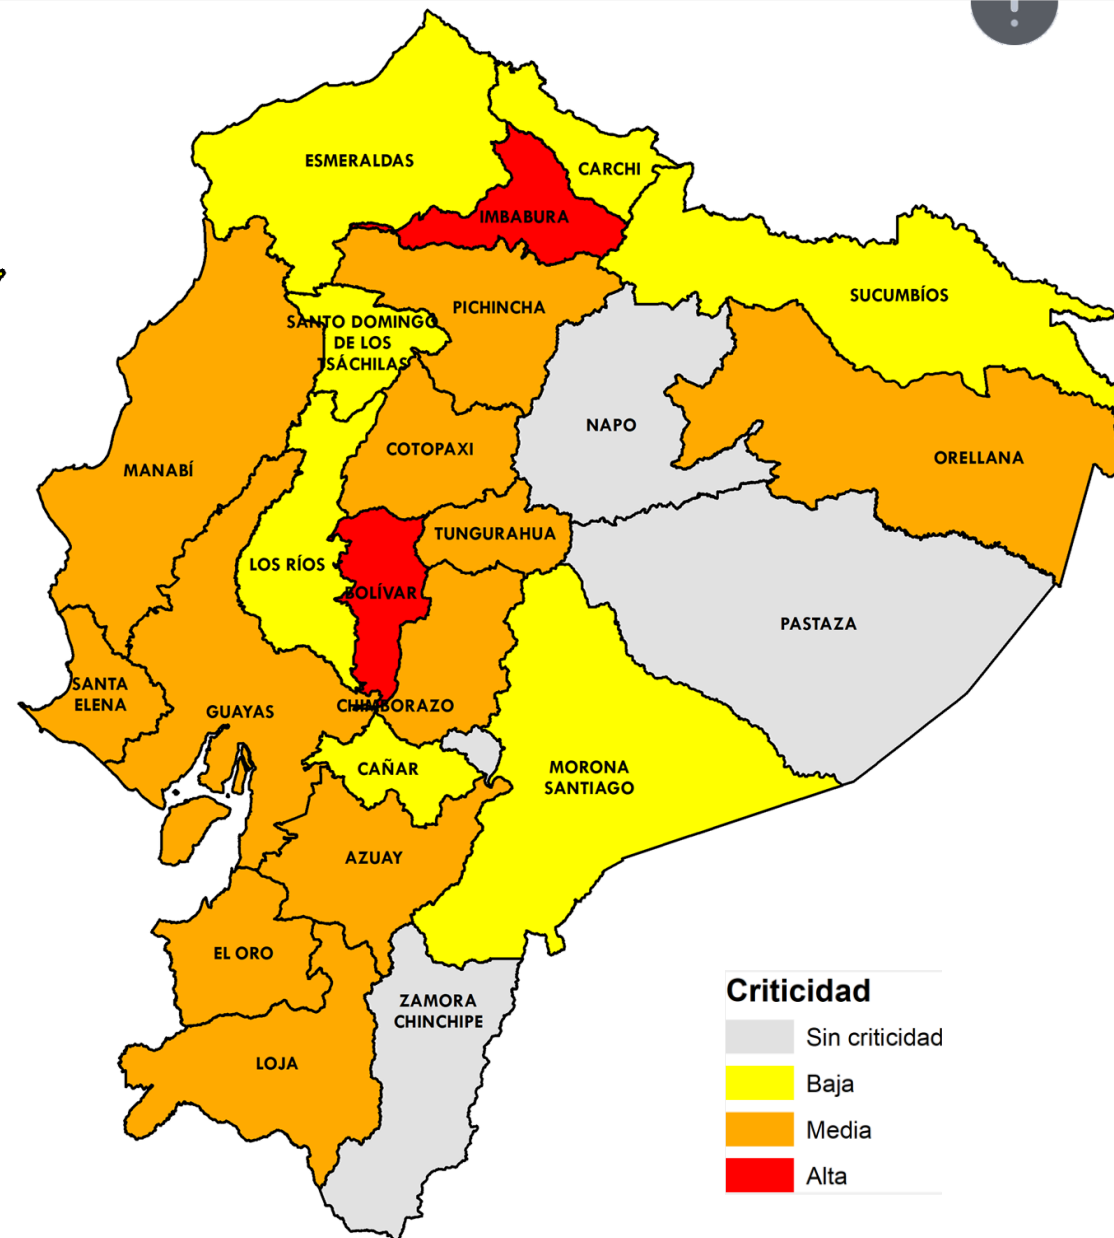 ESMERALDAS
CARCHI
IMBABURA
SUCUMBÍOS
PICHINCHA
SANTO DOMINGO
DE LOS
TSÁCHILAS
NAPO
COTOPAXI
ORELLANA
MANABÍ
TUNGURAHUA
LOS RÍOS
BOLÍVAR
PASTAZA
SANTA
ELENA
GUAYAS
CHIMBORAZO
CAÑAR
MORONA
SANTIAGO
AZUAY
EL ORO
ZAMORA
CHINCHIPE
LOJA
Criticidad
Sin criticidad
Baja
Media
Alta